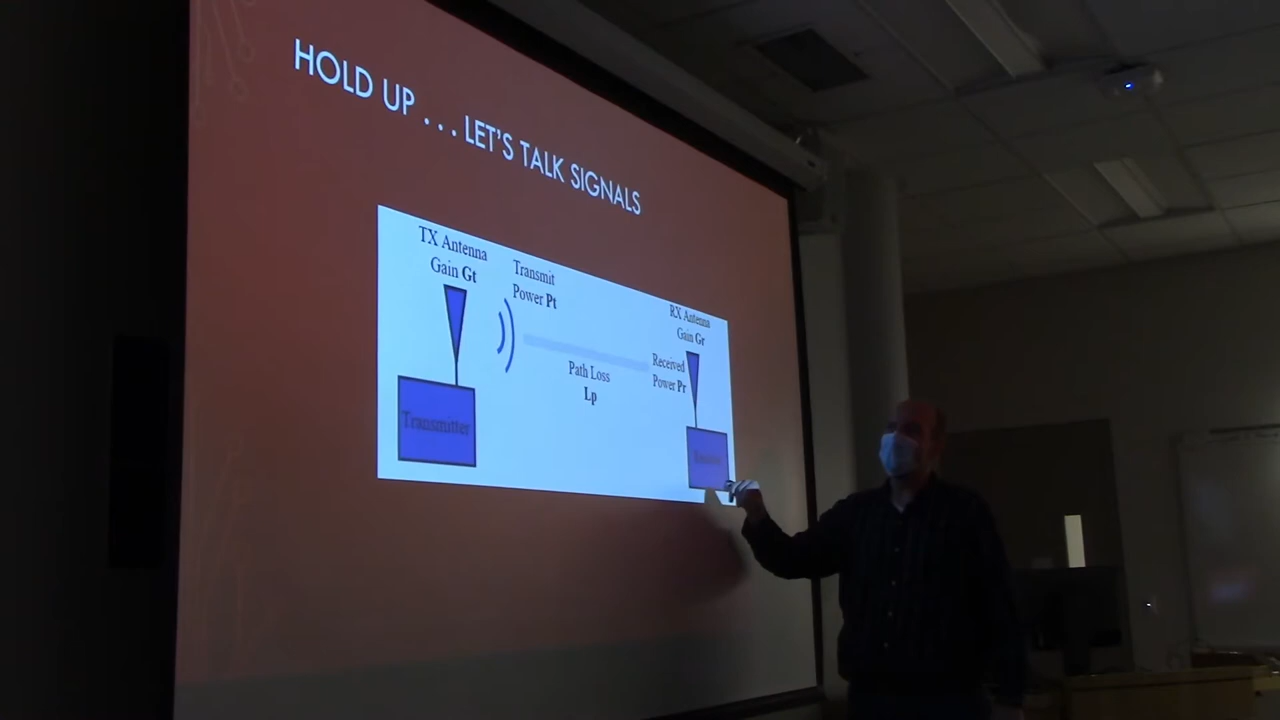 HOLD UP . . . LET'S TALK SIGNALS
TX Antenna
Gain Gt
Transmit
Power Pt
RX Antenna
Gain Gr
Received
Power Pr
Path Loss
Lp
Transmitter